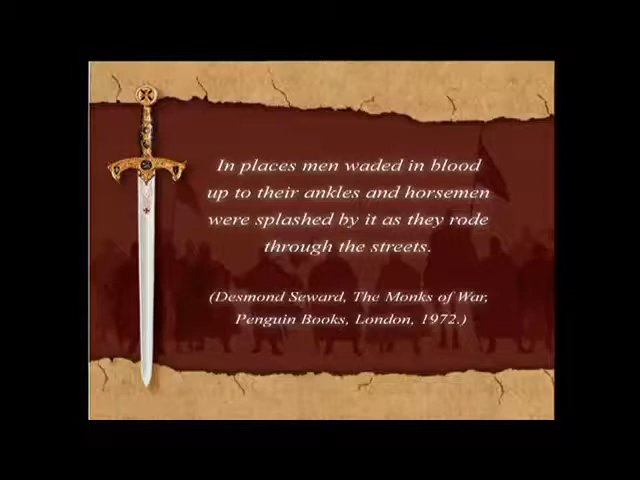 In places men waded in blood
up to their ankles and horsemen
were splashed by it as they rode
through the streets.
(Desmond Seward, The Monks of War,
Penguin Books, London, 1972.)